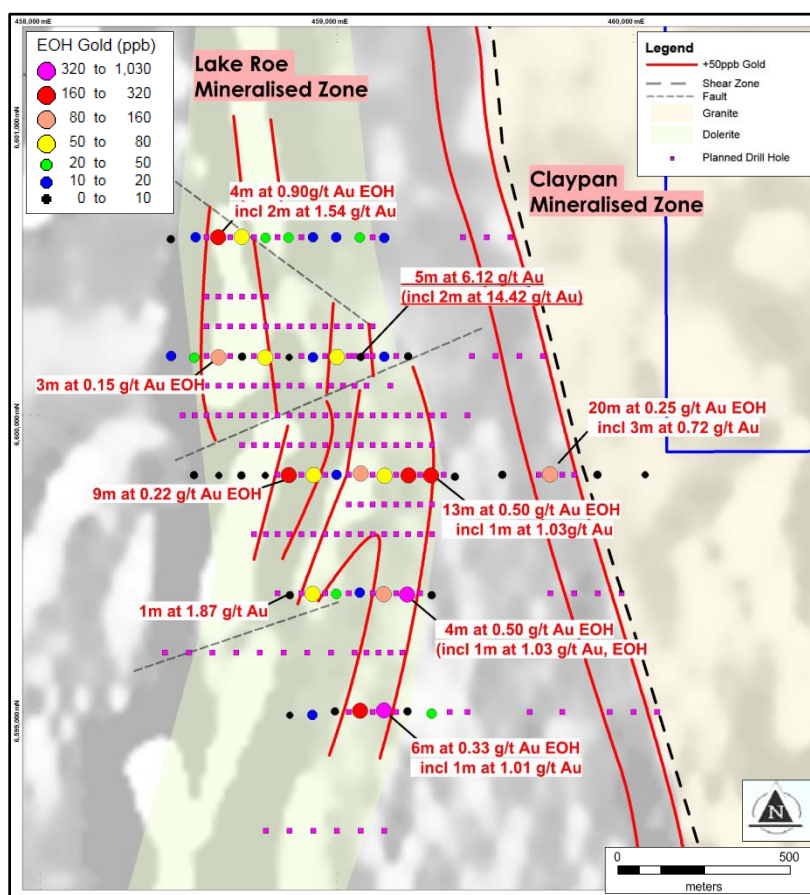 458,000 mE
459,000 mE
460,000 mE
EOH Gold (ppb)
320 to 1,030
160 to 320
80 to 160
50 to 80
20 to 50
10 to 20
0 to 10
Lake Roe
Mineralised Zone
Legend
+50ppb Gold
Shear Zone
Fault
Granite
Dolerite
Planned Drill Hole
6,601,000 mN
4m at 0.90g/t Au EOH
incl 2m at 1.54 g/t Au
Claypan
Mineralised Zone
5m at 6.12 g/t Au
(incl 2m at 14.42 g/t Au)
3m at 0.15 g/t Au EOH
6,600,000 mN
20m at 0.25 g/t Au EOH
incl 3m at 0.72 g/t Au
9m at 0.22 g/t Au EOH
13m at 0.50 g/t Au EOH
incl 1m at 1.03g/t Au
1m at 1.87 g/t Au
4m at 0.50 g/t Au EOH
(incl 1m at 1.03 g/t Au, EOH
6,599,000 mN
6m at 0.33 g/t Au EOH
incl 1m at 1.01 g/t Au
N
0 500
meters